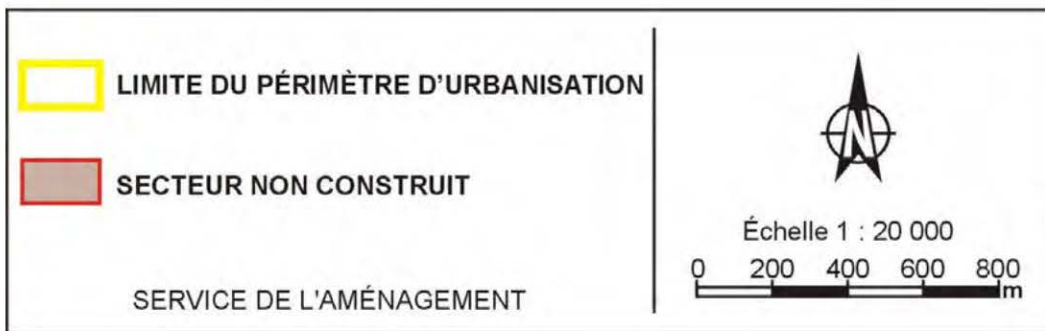 LIMITE DU PÉRIMÈTRE D'URBANISATION
SECTEUR NON CONSTRUIT
SERVICE DE L'AMÉNAGEMENT
N
Échelle 1 : 20 000
0 200 400 600 800
m